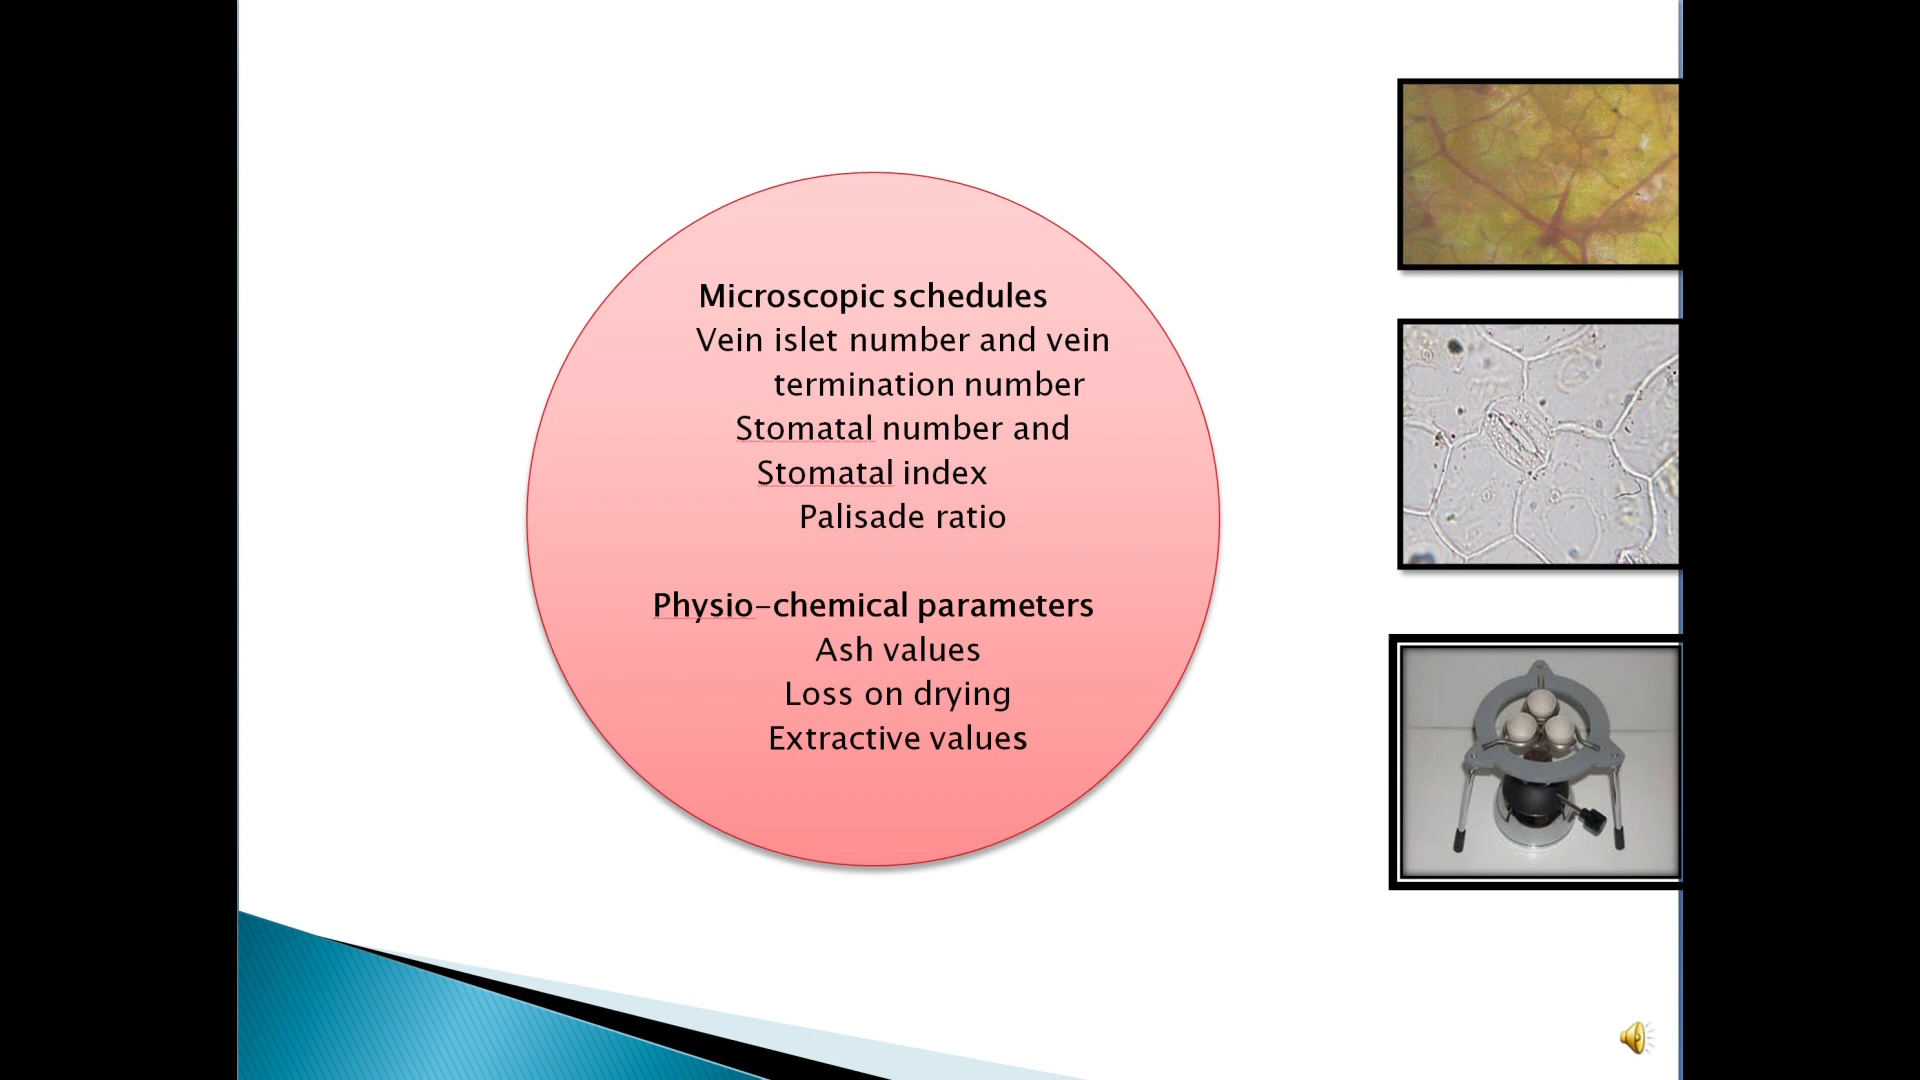 Microscopic schedules
Vein islet number and vein
termination number
Stomatal number and
Stomatal index
Palisade ratio
Physio-chemical parameters
Ash values
Loss on drying
Extractive values